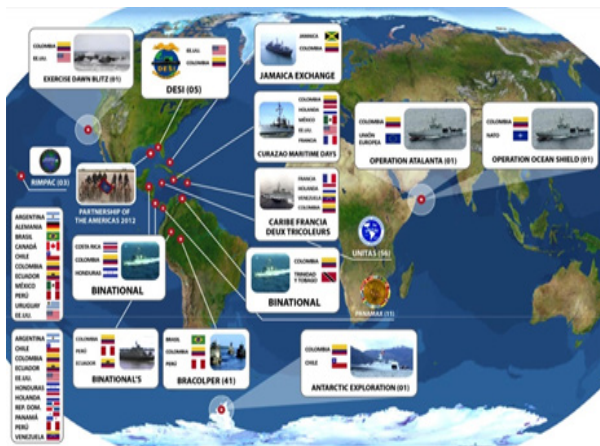 COLOMBIA
EE.UU.
EXERCISE DAWN BLITZ (01)
DESI
EE.UU.
COLOMBIA
DESI (05)
JAMAICA
COLOMBIA
JAMAICA EXCHANGE
COLOMBIA
HOLANDA
MÉXICO
EE.UU.
FRANCIA
CURAZAO MARITIME DAYS
COLOMBIA
UNIÓN
EUROPEA
OPERATION ATALANTA (01)
COLOMBIA
NATO
OPERATION OCEAN SHIELD (01)
RIMPAC (03)
PARTNERSHIP OF
THE AMERICAS 2012
FRANCIA
HOLANDA
VENEZUELA
COLOMBIA
CARIBE FRANCIA
DEUX TRICOLEURS
ARGENTINA
ALEMANIA
BRASIL
CANADÁ
CHILE
COLOMBIA
ECUADOR
MÉXICO
PERÚ
URUGUAY
EE.UU.
COSTA RICA
COLOMBIA
HONDURAS
BINATIONAL
COLOMBIA
TRINIDAD
Y TOBAGO
BINATIONAL
UNITAS (56)
PANAMAX (11)
ARGENTINA
CHILE
COLOMBIA
ECUADOR
EE.UU.
HONDURAS
HOLANDA
REP. DOM.
PANAMÁ
PERÚ
VENEZUELA
COLOMBIA
PERÚ
ECUADOR
BINATIONAL'S
BRASIL
COLOMBIA
PERÚ
BRACOLPER (41)
COLOMBIA
CHILE
ANTARCTIC EXPLORATION (01)